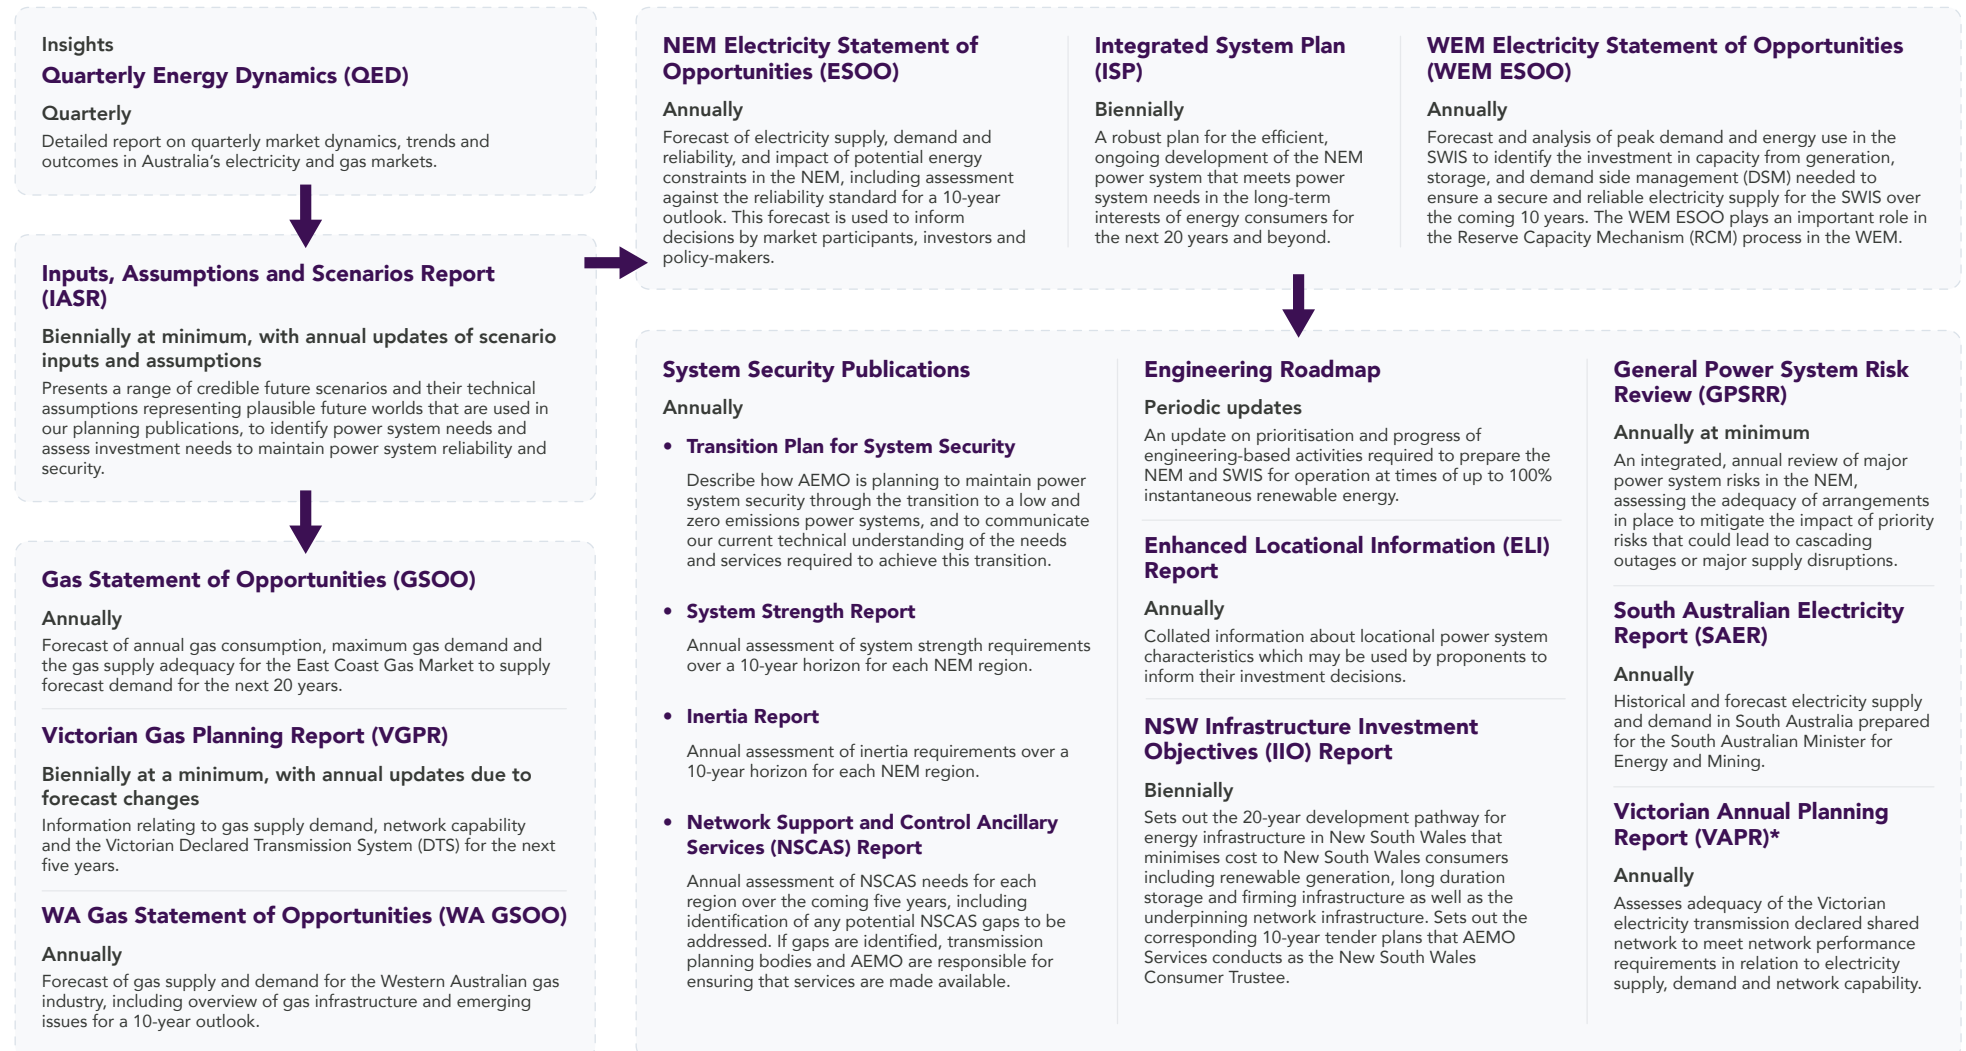 Insights
Quarterly Energy Dynamics (QED)
Quarterly
Detailed report on quarterly market dynamics, trends and
outcomes in Australia's electricity and gas markets.
Inputs, Assumptions and Scenarios Report
(IASR)
Biennially at minimum, with annual updates of scenario
inputs and assumptions
Presents a range of credible future scenarios and their technical
assumptions representing plausible future worlds that are used in
our planning publications, to identify power system needs and
assess investment needs to maintain power system reliability and
security.
Gas Statement of Opportunities (GSOO)
Annually
Forecast of annual gas consumption, maximum gas demand and
the gas supply adequacy for the East Coast Gas Market to supply
forecast demand for the next 20 years.
Victorian Gas Planning Report (VGPR)
Biennially at a minimum, with annual updates due to
forecast changes
Information relating to gas supply demand, network capability
and the Victorian Declared Transmission System (DTS) for the next
five years.
WA Gas Statement of Opportunities (WA GSOO)
Annually
Forecast of gas supply and demand for the Western Australian gas
industry, including overview of gas infrastructure and emerging
issues for a 10-year outlook.
NEM Electricity Statement of
Opportunities (ESOO)
Annually
Forecast of electricity supply, demand and
reliability, and impact of potential energy
constraints in the NEM, including assessment
against the reliability standard for a 10-year
outlook. This forecast is used to inform
decisions by market participants, investors and
policy-makers.
Integrated System Plan
(ISP)
Biennially
A robust plan for the efficient,
ongoing development of the NEM
power system that meets power
system needs in the long-term
interests of energy consumers for
the next 20 years and beyond.
WEM Electricity Statement of Opportunities
(WEM ESOO)
Annually
Forecast and analysis of peak demand and energy use in the
SWIS to identify the investment in capacity from generation,
storage, and demand side management (DSM) needed to
ensure a secure and reliable electricity supply for the SWIS over
the coming 10 years. The WEM ESOO plays an important role in
the Reserve Capacity Mechanism (RCM) process in the WEM.
System Security Publications
Annually
• Transition Plan for System Security
Describe how AEMO is planning to maintain power
system security through the transition to a low and
zero emissions power systems, and to communicate
our current technical understanding of the needs
and services required to achieve this transition.
• System Strength Report
Annual assessment of system strength requirements
over a 10-year horizon for each NEM region.
• Inertia Report
Annual assessment of inertia requirements over a
10-year horizon for each NEM region.
• Network Support and Control Ancillary
Services (NSCAS) Report
Annual assessment of NSCAS needs for each
region over the coming five years, including
identification of any potential NSCAS gaps to be
addressed. If gaps are identified, transmission
planning bodies and AEMO are responsible for
ensuring that services are made available.
Engineering Roadmap
Periodic updates
An update on prioritisation and progress of
engineering-based activities required to prepare the
NEM and SWIS for operation at times of up to 100%
instantaneous renewable energy.
Enhanced Locational Information (ELI)
Report
Annually
Collated information about locational power system
characteristics which may be used by proponents to
inform their investment decisions.
NSW Infrastructure Investment
Objectives (IIO) Report
Biennially
Sets out the 20-year development pathway for
energy infrastructure in New South Wales that
minimises cost to New South Wales consumers
including renewable generation, long duration
storage and firming infrastructure as well as the
underpinning network infrastructure. Sets out the
corresponding 10-year tender plans that AEMO
Services conducts as the New South Wales
Consumer Trustee.
General Power System Risk
Review (GPSRR)
Annually at minimum
An integrated, annual review of major
power system risks in the NEM,
assessing the adequacy of arrangements
in place to mitigate the impact of priority
risks that could lead to cascading
outages or major supply disruptions.
South Australian Electricity
Report (SAER)
Annually
Historical and forecast electricity supply
and demand in South Australia prepared
for the South Australian Minister for
Energy and Mining.
Victorian Annual Planning
Report (VAPR)*
Annually
Assesses adequacy of the Victorian
electricity transmission declared shared
network to meet network performance
requirements in relation to electricity
supply, demand and network capability.